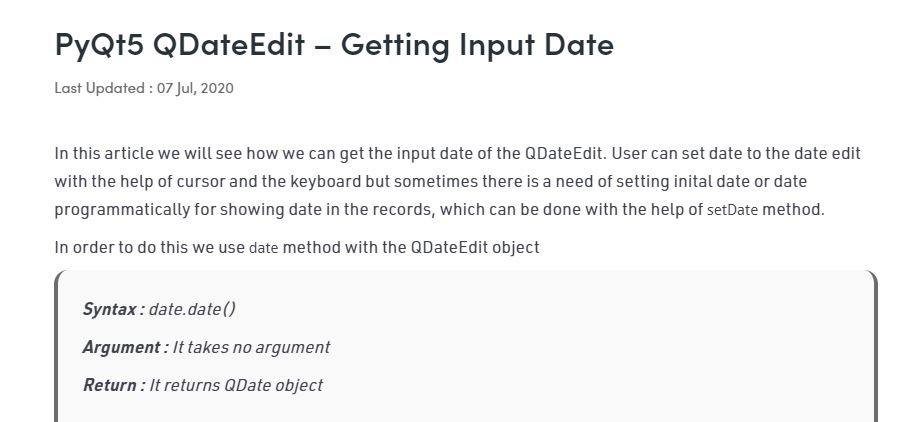 PyQt5 QDateEdit – Getting Input Date
Last Updated : 07 Jul, 2020
In this article we will see how we can get the input date of the QDateEdit. User can set date to the date edit
with the help of cursor and the keyboard but sometimes there is a need of setting inital date or date
programmatically for showing date in the records, which can be done with the help of setDate method.
In order to do this we use date method with the QDateEdit object
Syntax : date.date()
Argument : It takes no argument
Return : It returns QDate object